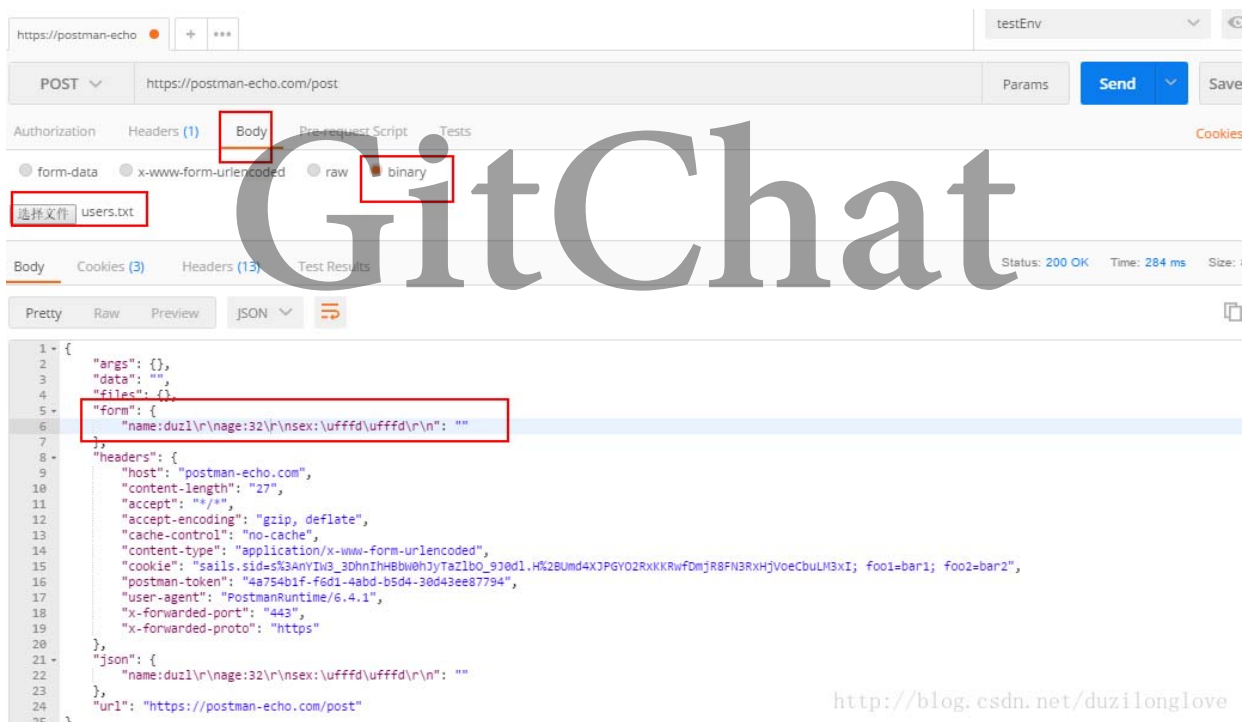 https://postman-echo + ••• testEnv
POST https://postman-echo.com/post Params Send Save
Authorization Headers (1) Body Pre-request Script Tests Cookies
form-data x-www-form-urlencoded raw binary
选择文件 users.txt
GitChat
Body Cookies (3) Headers (13) Test Results Status: 200 OK Time: 284 ms Size:
Pretty Raw Preview JSON
1 {
2 "args": {},
3 "data": "",
4 "files": {},
5 "form": {
6 "name:duzl\r\nage:32\r\nsex:\ufffd\ufffd\r\n": ""
7 },
8 "headers": {
9 "host": "postman-echo.com",
10 "content-length": "27",
11 "accept": "*/*",
12 "accept-encoding": "gzip, deflate",
13 "cache-control": "no-cache",
14 "content-type": "application/x-www-form-urlencoded",
15 "cookie": "sails.sid=s%3AnYIW3_3DhnIhHBbW0hJyTaZlbO_9J0dl.H%2BUmd4XJPGYO2RxKKRwfDmjR8FN3RxHjVoeCbuLM3xI; foo1=bar1; foo2=bar2",
16 "postman-token": "4a754b1f-f6d1-4abd-b5d4-30d43ee87794",
17 "user-agent": "PostmanRuntime/6.4.1",
18 "x-forwarded-port": "443",
19 "x-forwarded-proto": "https"
20 },
21 "json": {
22 "name:duzl\r\nage:32\r\nsex:\ufffd\ufffd\r\n": ""
23 },
24 "url": "https://postman-echo.com/post"
25 }
http://blog.csdn.net/duzilonglove